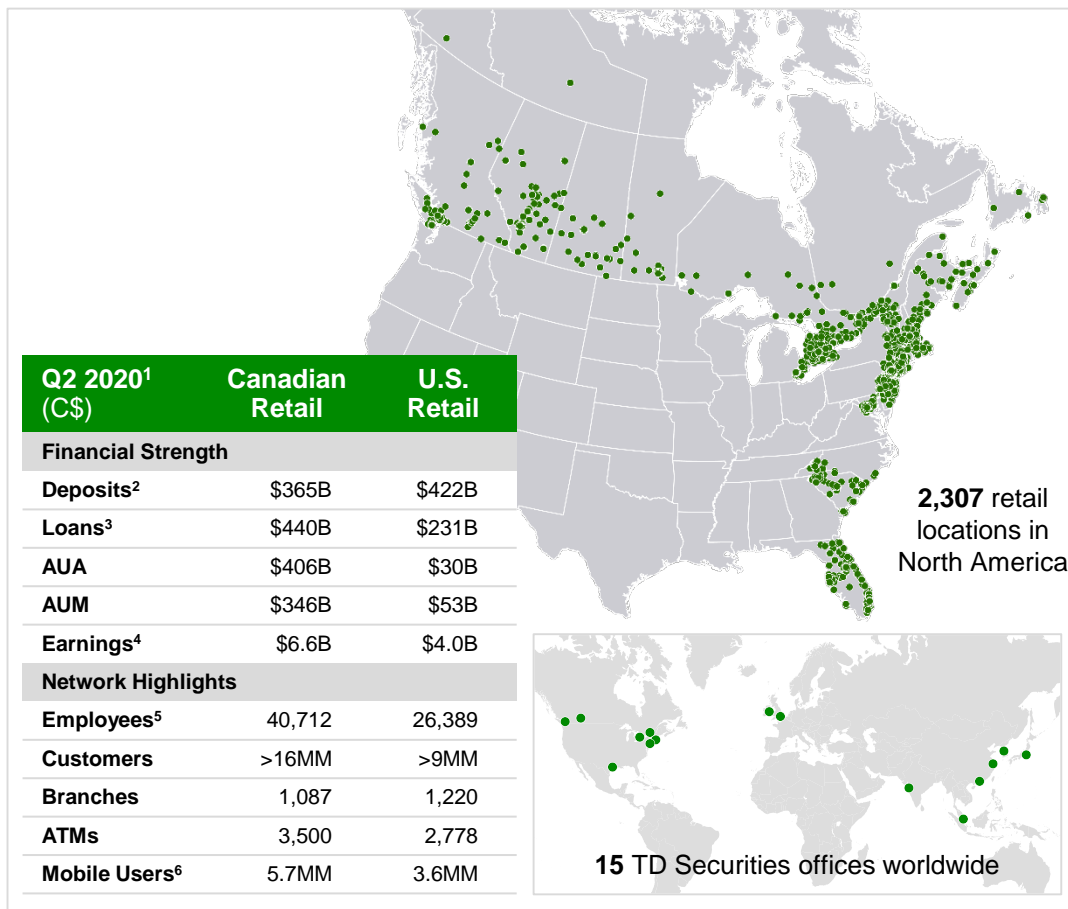 Q2 2020¹ (C$) Canadian Retail U.S. Retail
Financial Strength
Deposits² $365B $422B
Loans³ $440B $231B
AUA $406B $30B
AUM $346B $53B
Earnings⁴ $6.6B $4.0B
Network Highlights
Employees⁵ 40,712 26,389
Customers >16MM >9MM
Branches 1,087 1,220
ATMs 3,500 2,778
Mobile Users⁶ 5.7MM 3.6MM
2,307 retail
locations in
North America
15 TD Securities offices worldwide